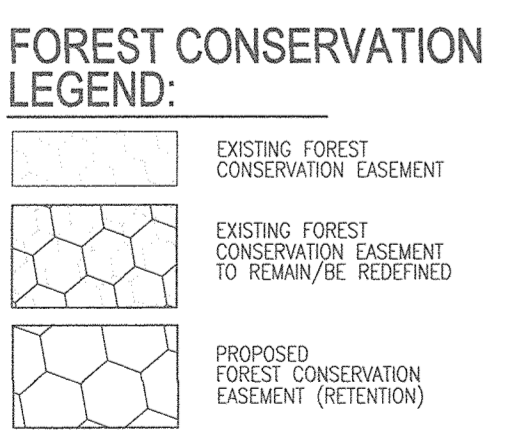 FOREST CONSERVATION
LEGEND:
EXISTING FOREST
CONSERVATION EASEMENT
EXISTING FOREST
CONSERVATION EASEMENT
TO REMAIN/BE REDEFINED
PROPOSED
FOREST CONSERVATION
EASEMENT (RETENTION)